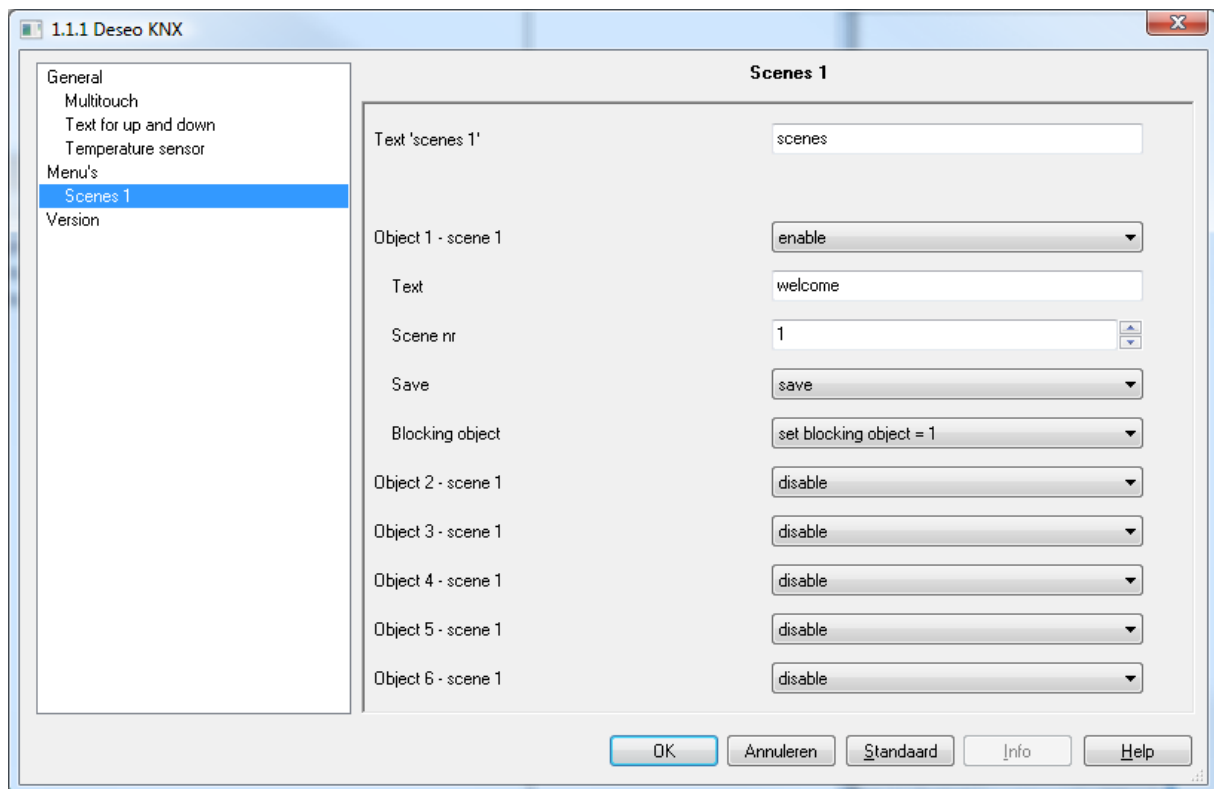 1.1.1 Deseo KNX
General
Multitouch
Text for up and down
Temperature sensor
Menu's
Scenes 1
Version
Scenes 1
Text 'scenes 1' scenes
Object 1 - scene 1 enable
Text welcome
Scene nr 1
Save save
Blocking object set blocking object = 1
Object 2 - scene 1 disable
Object 3 - scene 1 disable
Object 4 - scene 1 disable
Object 5 - scene 1 disable
Object 6 - scene 1 disable
OK Annuleren Standaard Info Help